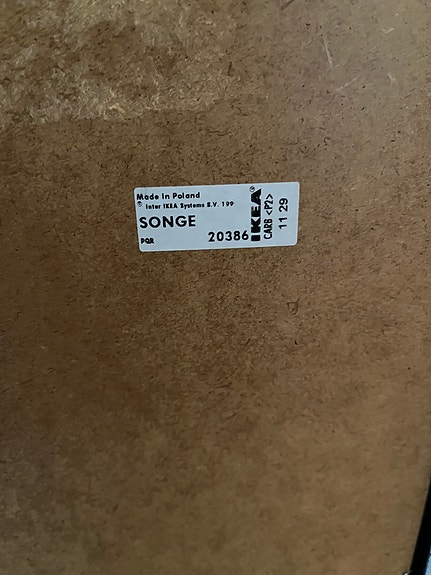 Made in Poland
® Inter IKEA Systems B.V. 199
SONGE
PQR 20386
IKEA®
CARB <P2>
11 29